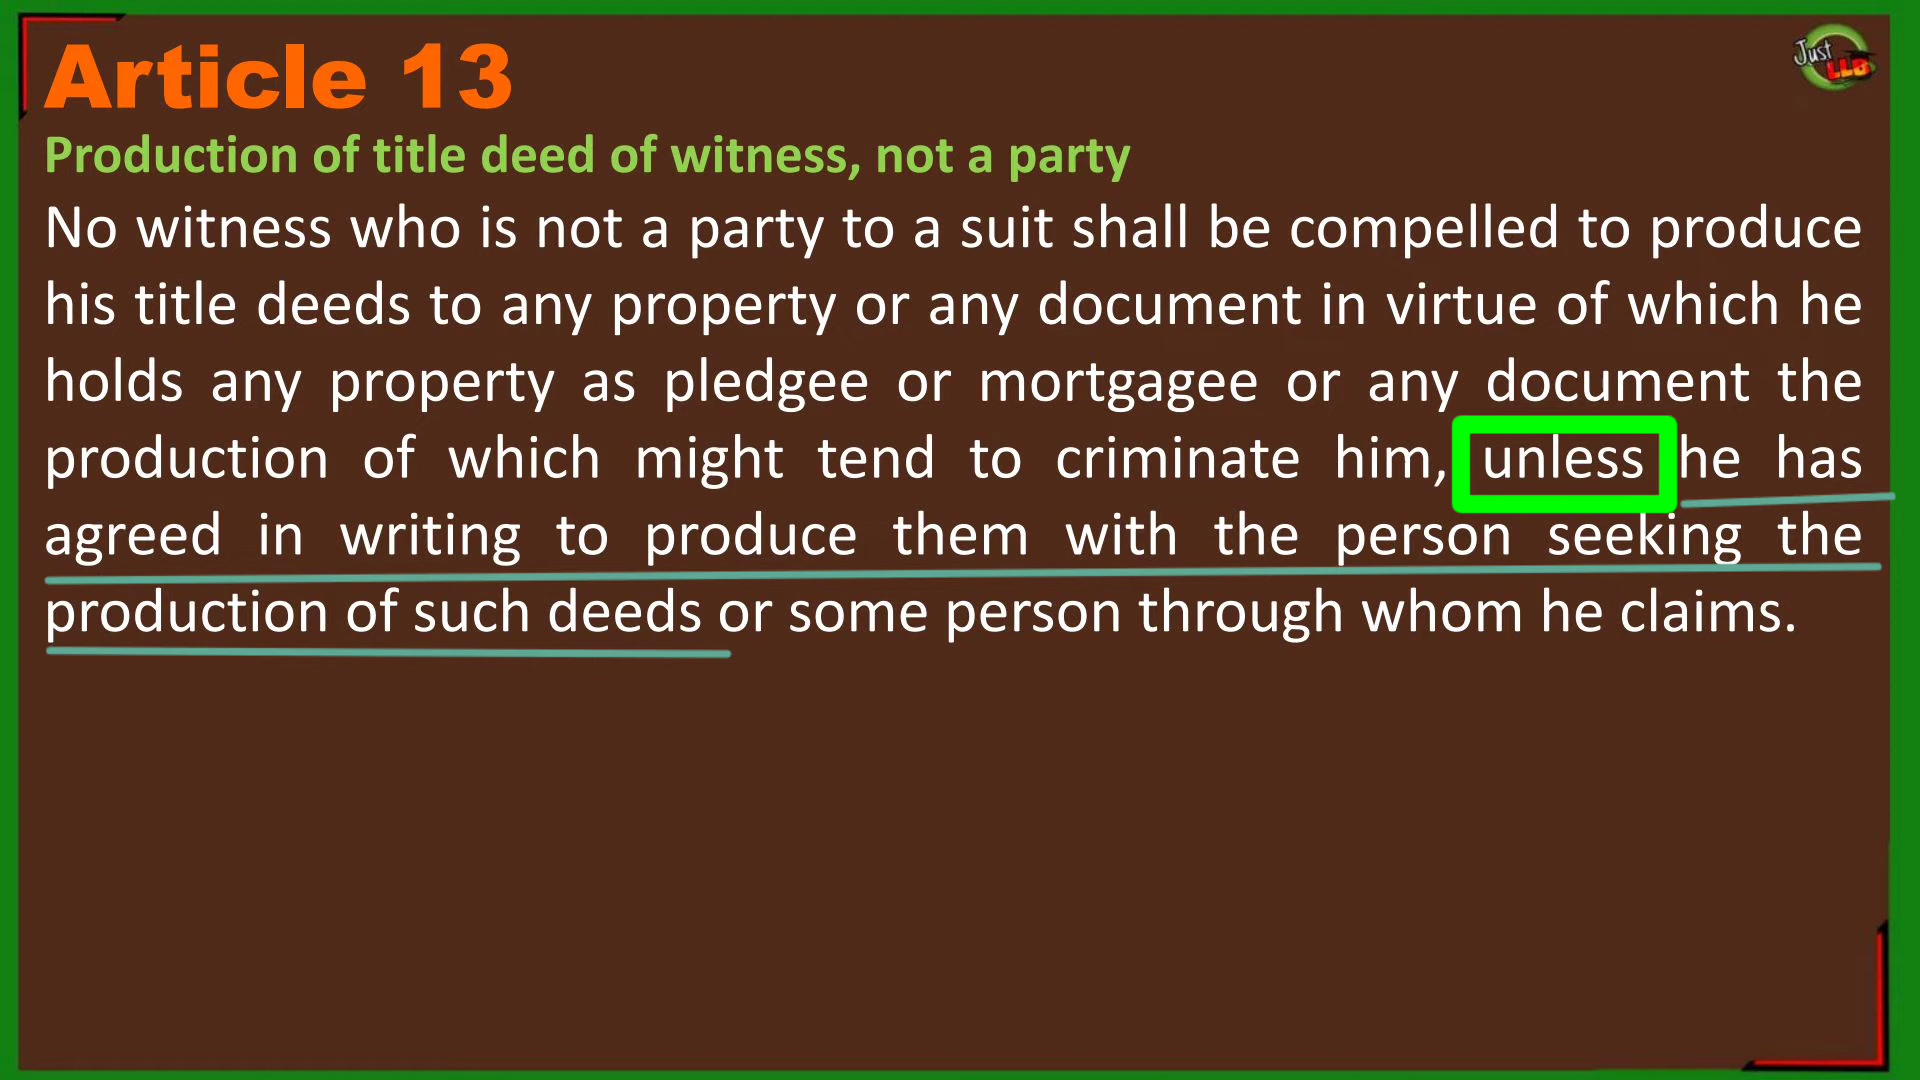 Article 13
Just
LLB
Production of title deed of witness, not a party
No witness who is not a party to a suit shall be compelled to produce
his title deeds to any property or any document in virtue of which he
holds any property as pledgee or mortgagee or any document the
production of which might tend to criminate him, unless he has
agreed in writing to produce them with the person seeking the
production of such deeds or some person through whom he claims.